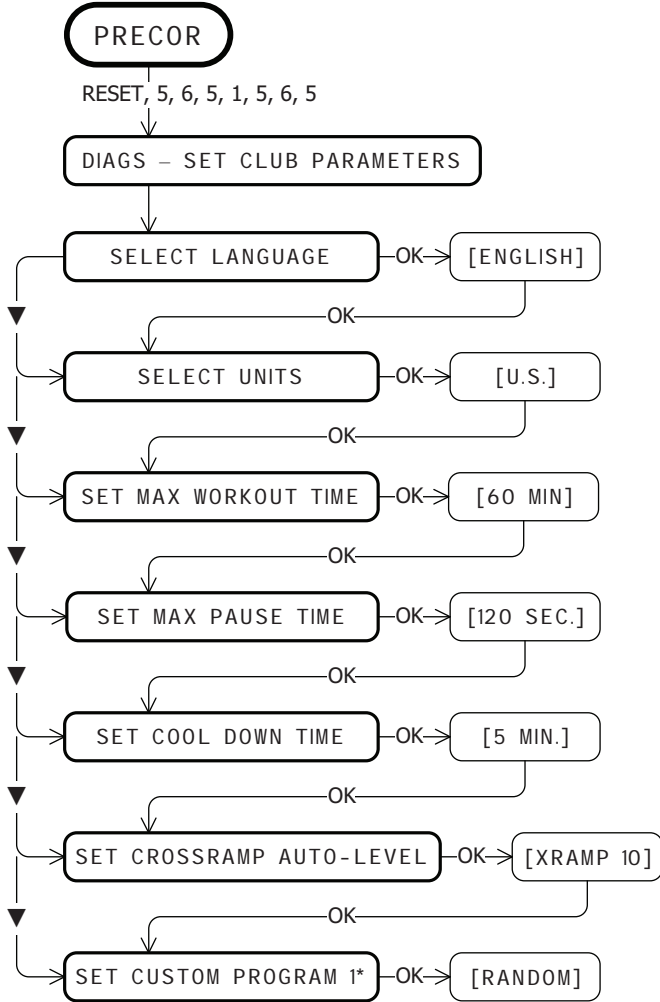 PRECOR
RESET, 5, 6, 5, 1, 5, 6, 5
DIAGS – SET CLUB PARAMETERS
SELECT LANGUAGE OK [ENGLISH]
OK
SELECT UNITS OK [U.S.]
OK
SET MAX WORKOUT TIME OK [60 MIN]
OK
SET MAX PAUSE TIME OK [120 SEC.]
OK
SET COOL DOWN TIME OK [5 MIN.]
OK
SET CROSSRAMP AUTO-LEVEL OK [XRAMP 10]
OK
SET CUSTOM PROGRAM 1* OK [RANDOM]